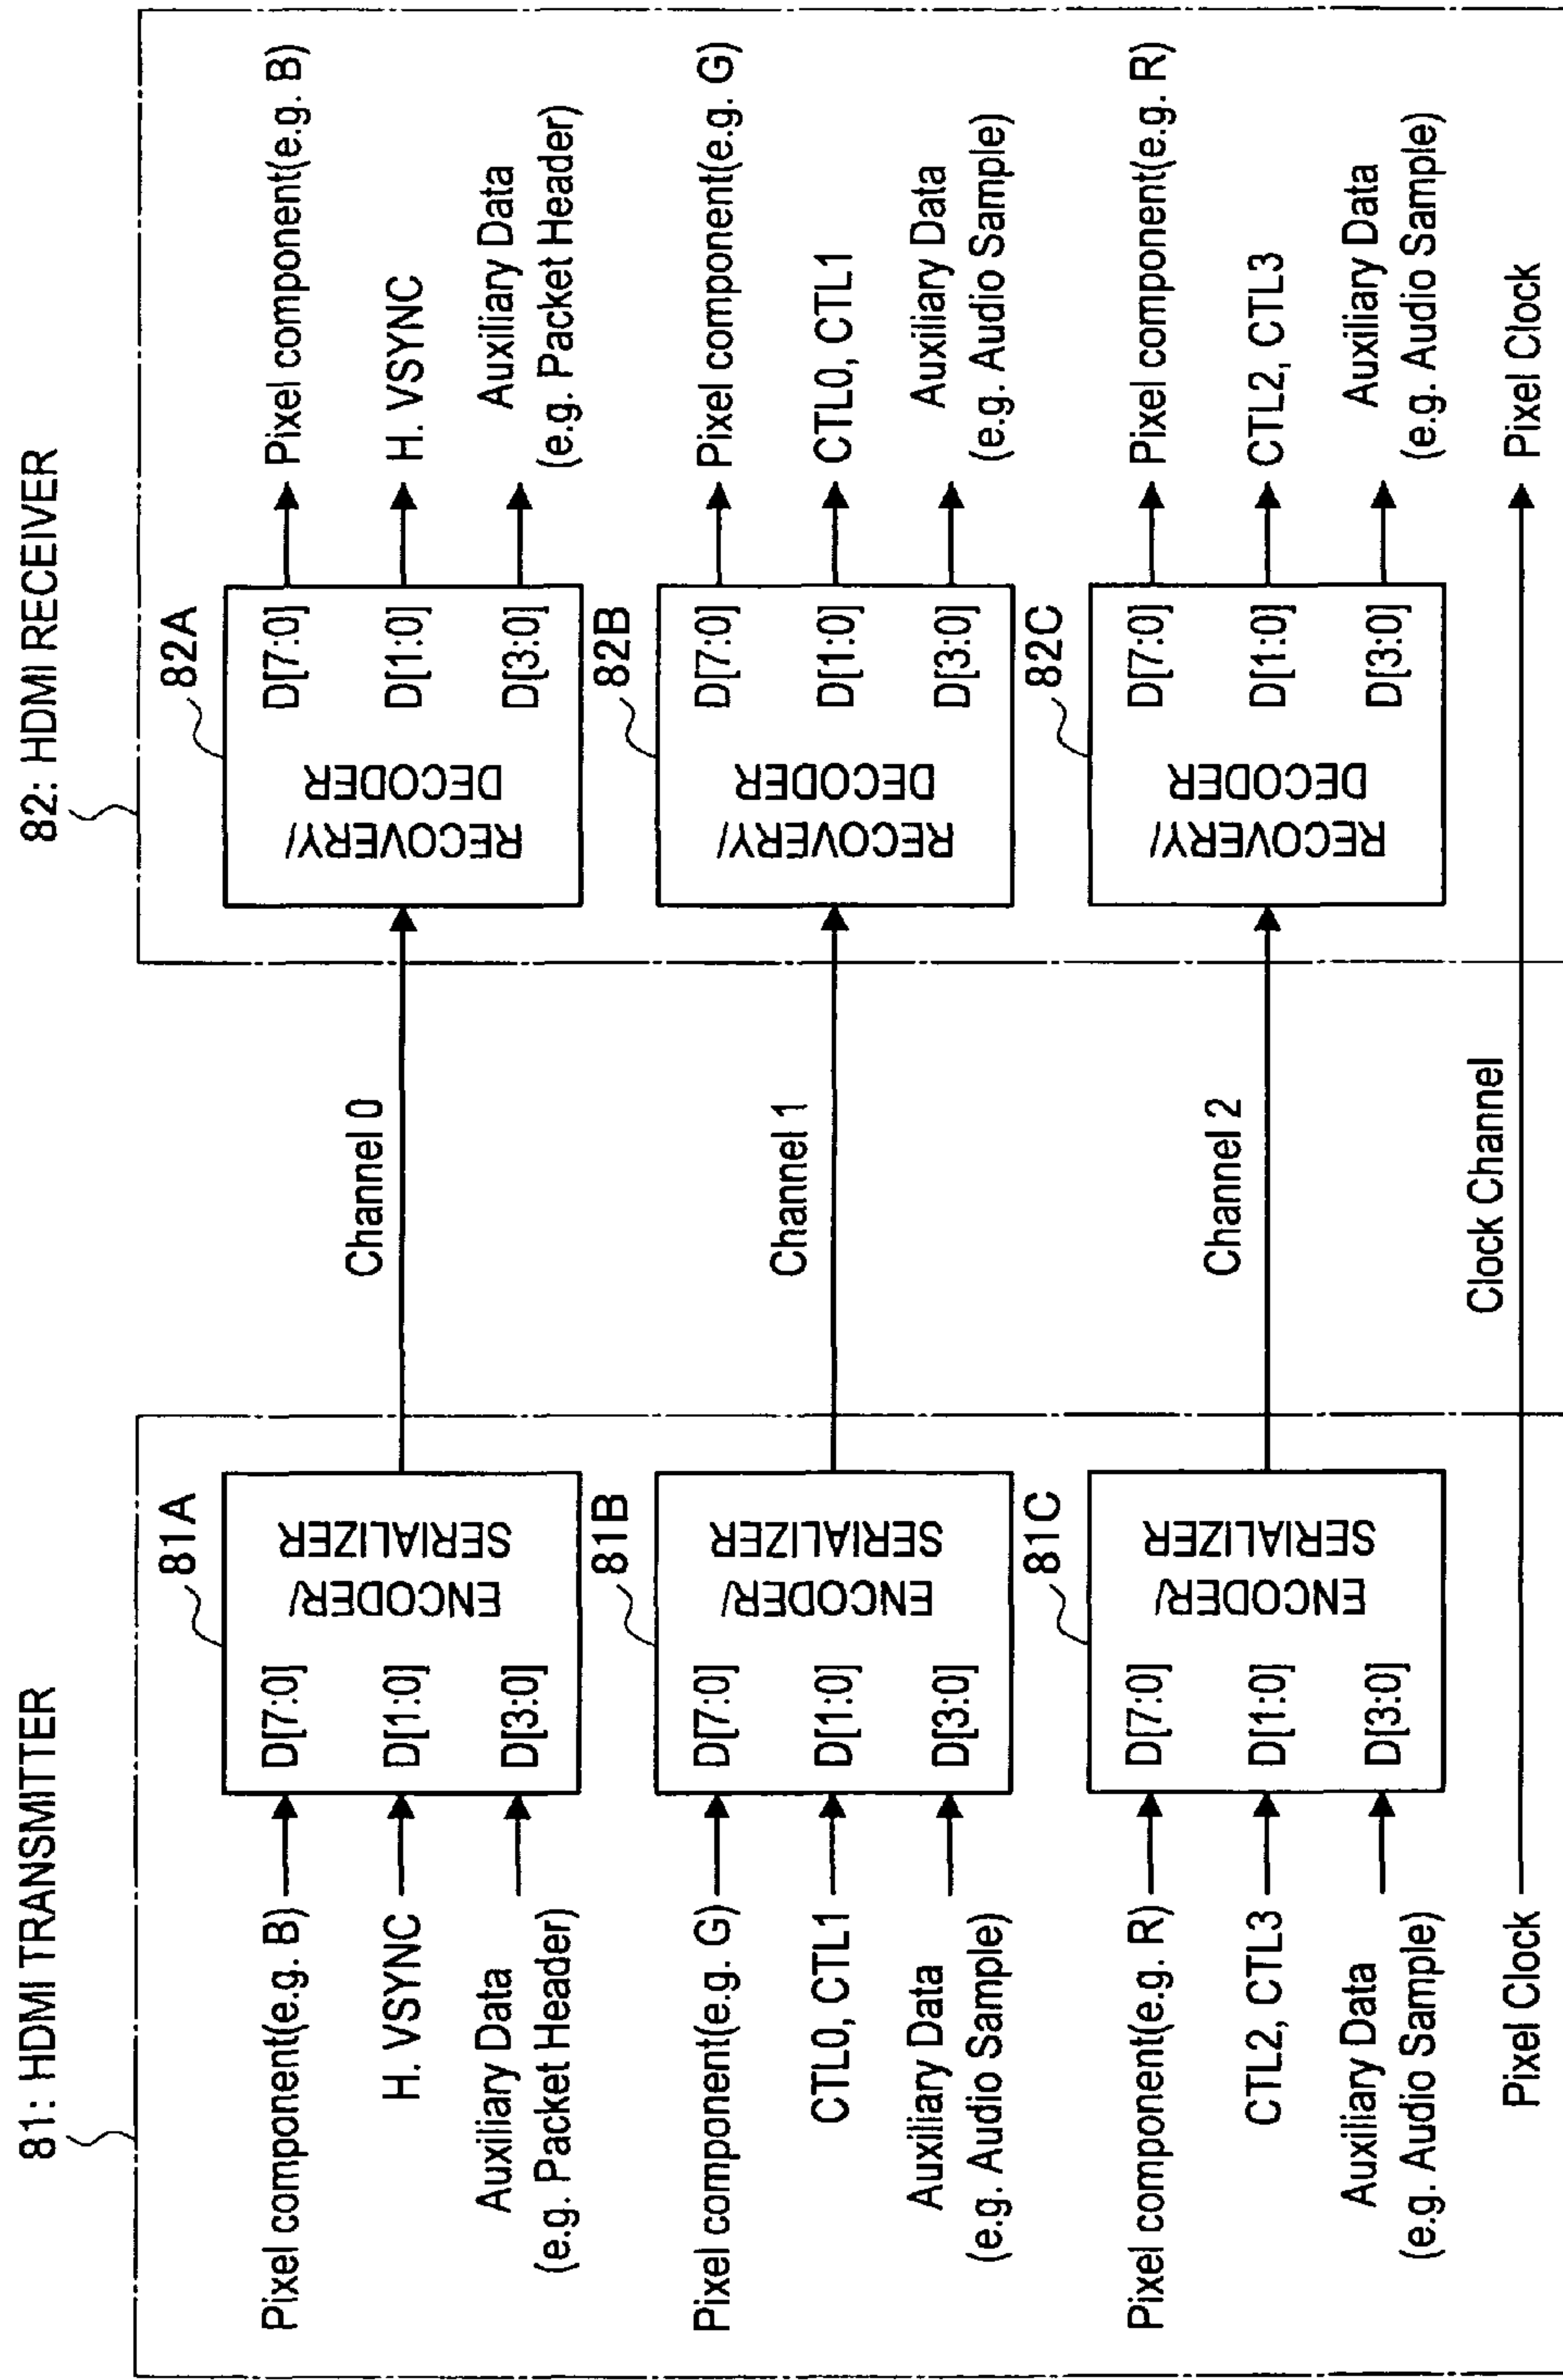 81: HDMI TRANSMITTER
Pixel component(e.g. B)
H. VSYNC
Auxiliary Data
(e.g. Packet Header)
81A
D[7:0]
D[1:0]
D[3:0]
ENCODER/
SERIALIZER
Pixel component(e.g. G)
CTL0, CTL1
Auxiliary Data
(e.g. Audio Sample)
81B
D[7:0]
D[1:0]
D[3:0]
ENCODER/
SERIALIZER
Pixel component(e.g. R)
CTL2, CTL3
Auxiliary Data
(e.g. Audio Sample)
81C
D[7:0]
D[1:0]
D[3:0]
ENCODER/
SERIALIZER
Pixel Clock
Channel 0
Channel 1
Channel 2
Clock Channel
82: HDMI RECEIVER
82A
RECOVERY/
DECODER
D[7:0]
D[1:0]
D[3:0]
Pixel component(e.g. B)
H. VSYNC
Auxiliary Data
(e.g. Packet Header)
82B
RECOVERY/
DECODER
D[7:0]
D[1:0]
D[3:0]
Pixel component(e.g. G)
CTL0, CTL1
Auxiliary Data
(e.g. Audio Sample)
82C
RECOVERY/
DECODER
D[7:0]
D[1:0]
D[3:0]
Pixel component(e.g. R)
CTL2, CTL3
Auxiliary Data
(e.g. Audio Sample)
Pixel Clock